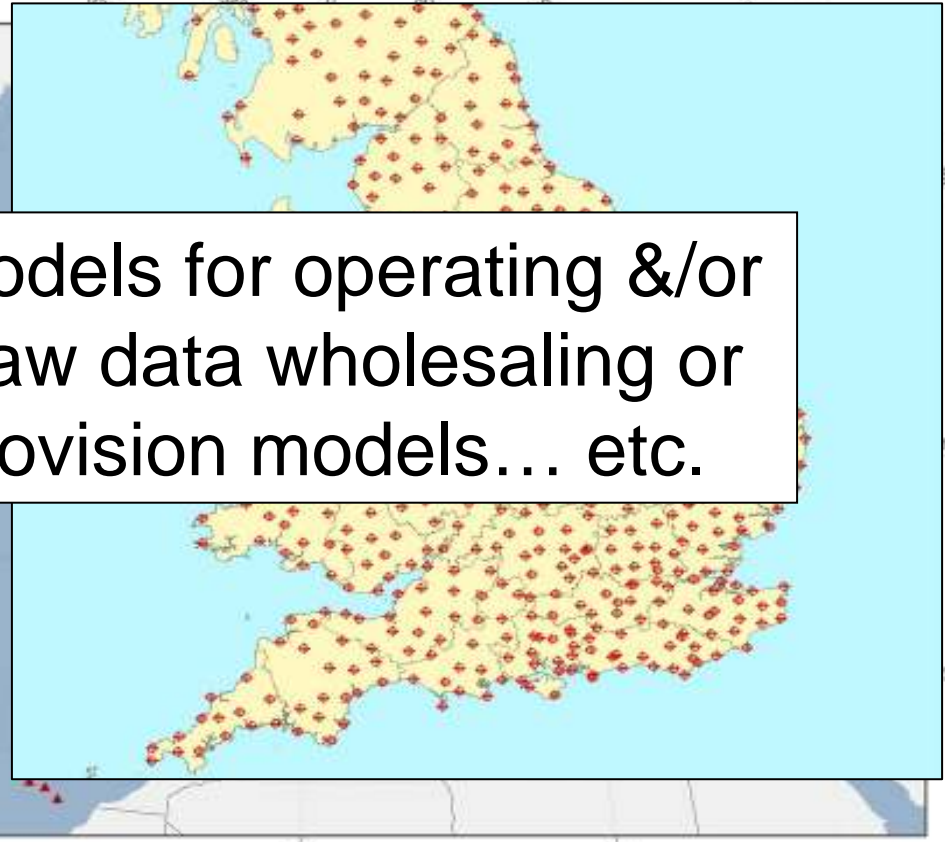 odels for operating &/or
aw data wholesaling or
ovision models… etc.